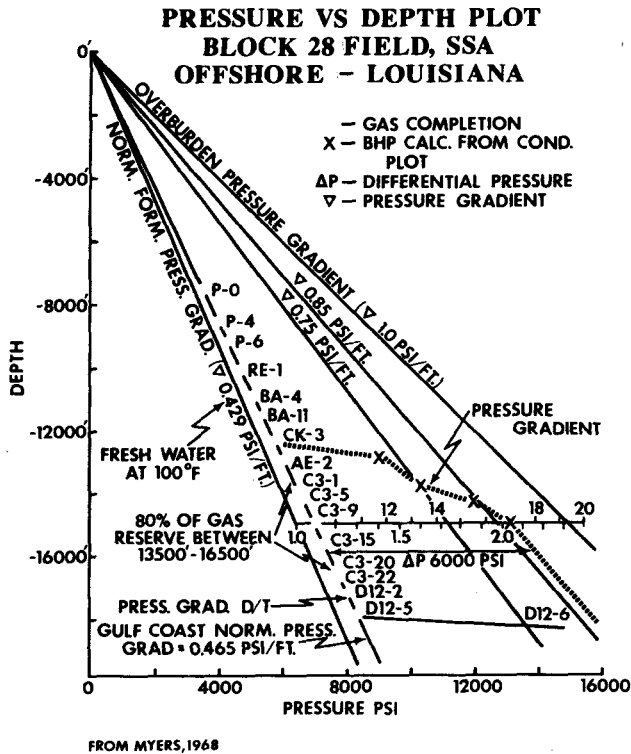 PRESSURE VS DEPTH PLOT
BLOCK 28 FIELD, SSA
OFFSHORE - LOUISIANA
— GAS COMPLETION
X — BHP CALC. FROM COND.
PLOT
ΔP — DIFFERENTIAL PRESSURE
▽ — PRESSURE GRADIENT
0'
-4000'
-8000'
-12000
-16000
DEPTH
OVERBURDEN PRESSURE GRADIENT (▽ 1.0 PSI/FT.)
▽ 0.85 PSI/FT.
▽ 0.75 PSI/FT.
NORM. FORM. PRESS. GRAD. (▽ 0.429 PSI/FT.)
P-0
P-4
P-6
RE-1
BA-4
BA-11
CK-3
PRESSURE
GRADIENT
FRESH WATER
AT 100°F
AE-2
C3-1
C3-5
C3-9
12 14 16 18 20
1.0 1.5 2.0
80% OF GAS
RESERVE BETWEEN
13500'-16500'
C3-15
ΔP 6000 PSI
C3-20
C3-22
D12-2
PRESS. GRAD. D/T
D12-5
D12-6
GULF COAST NORM. PRESS.
GRAD = 0.465 PSI/FT.
0 4000 8000 12000 16000
PRESSURE PSI
FROM MYERS, 1968